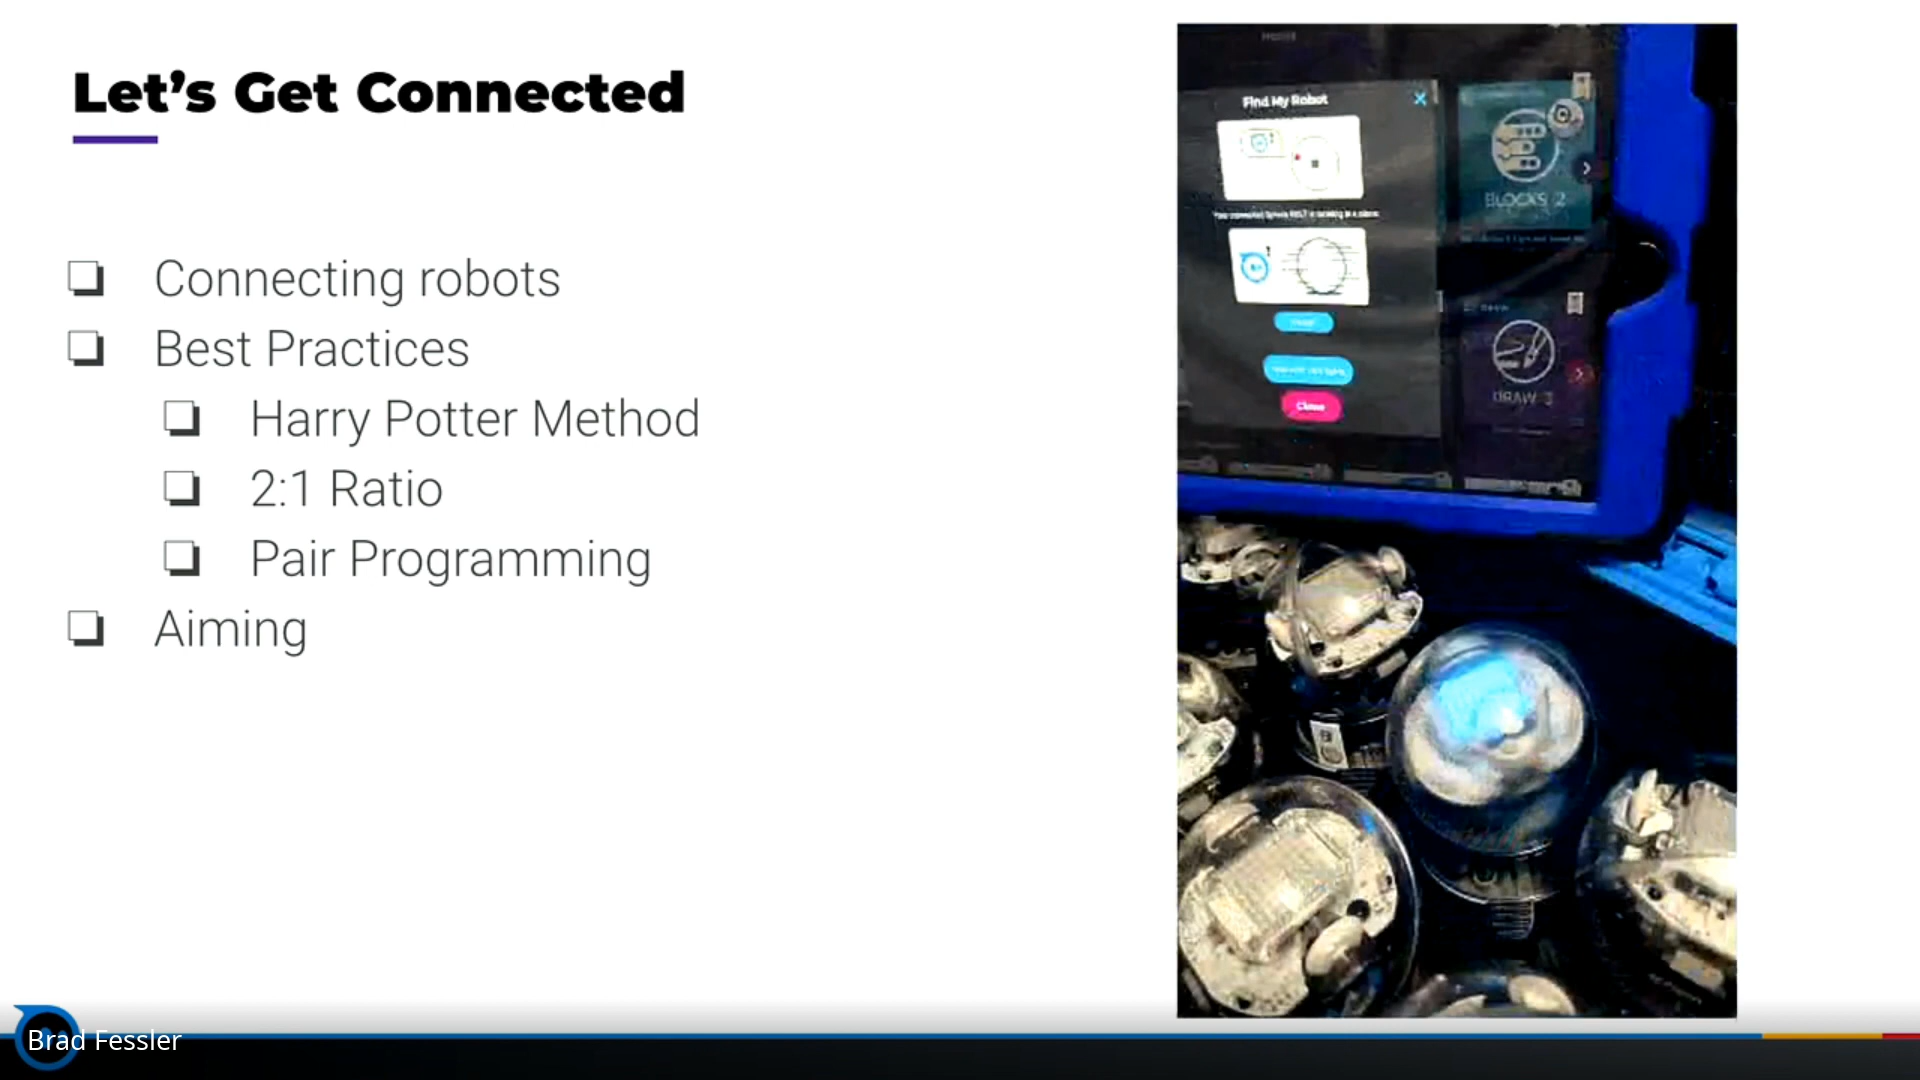 Let's Get Connected
Connecting robots
Best Practices
Harry Potter Method
2:1 Ratio
Pair Programming
Aiming
Find My Robot
BLOCKS 2
DRAW
Close
Brad Fessler